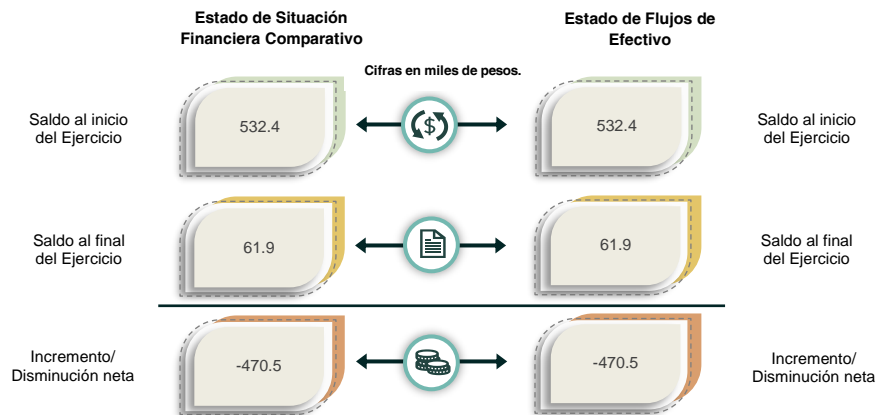 Estado de Situación
Financiera Comparativo
Estado de Flujos de
Efectivo
Cifras en miles de pesos.
Saldo al inicio
del Ejercicio
532.4
532.4
Saldo al inicio
del Ejercicio
Saldo al final
del Ejercicio
61.9
61.9
Saldo al final
del Ejercicio
Incremento/
Disminución neta
-470.5
-470.5
Incremento/
Disminución neta